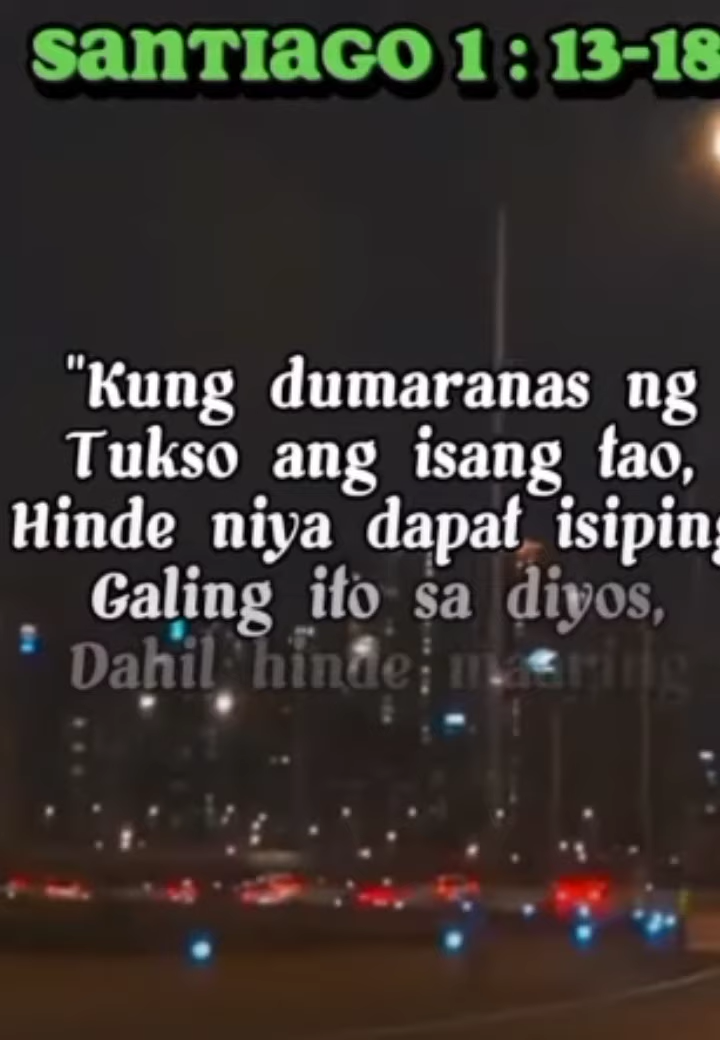 SANTIAGO 1 : 13-18
"Kung dumaranas ng
Tukso ang isang tao,
Hinde niya dapat isiping
Galing ito sa diyos,
Dahil hinde maaring